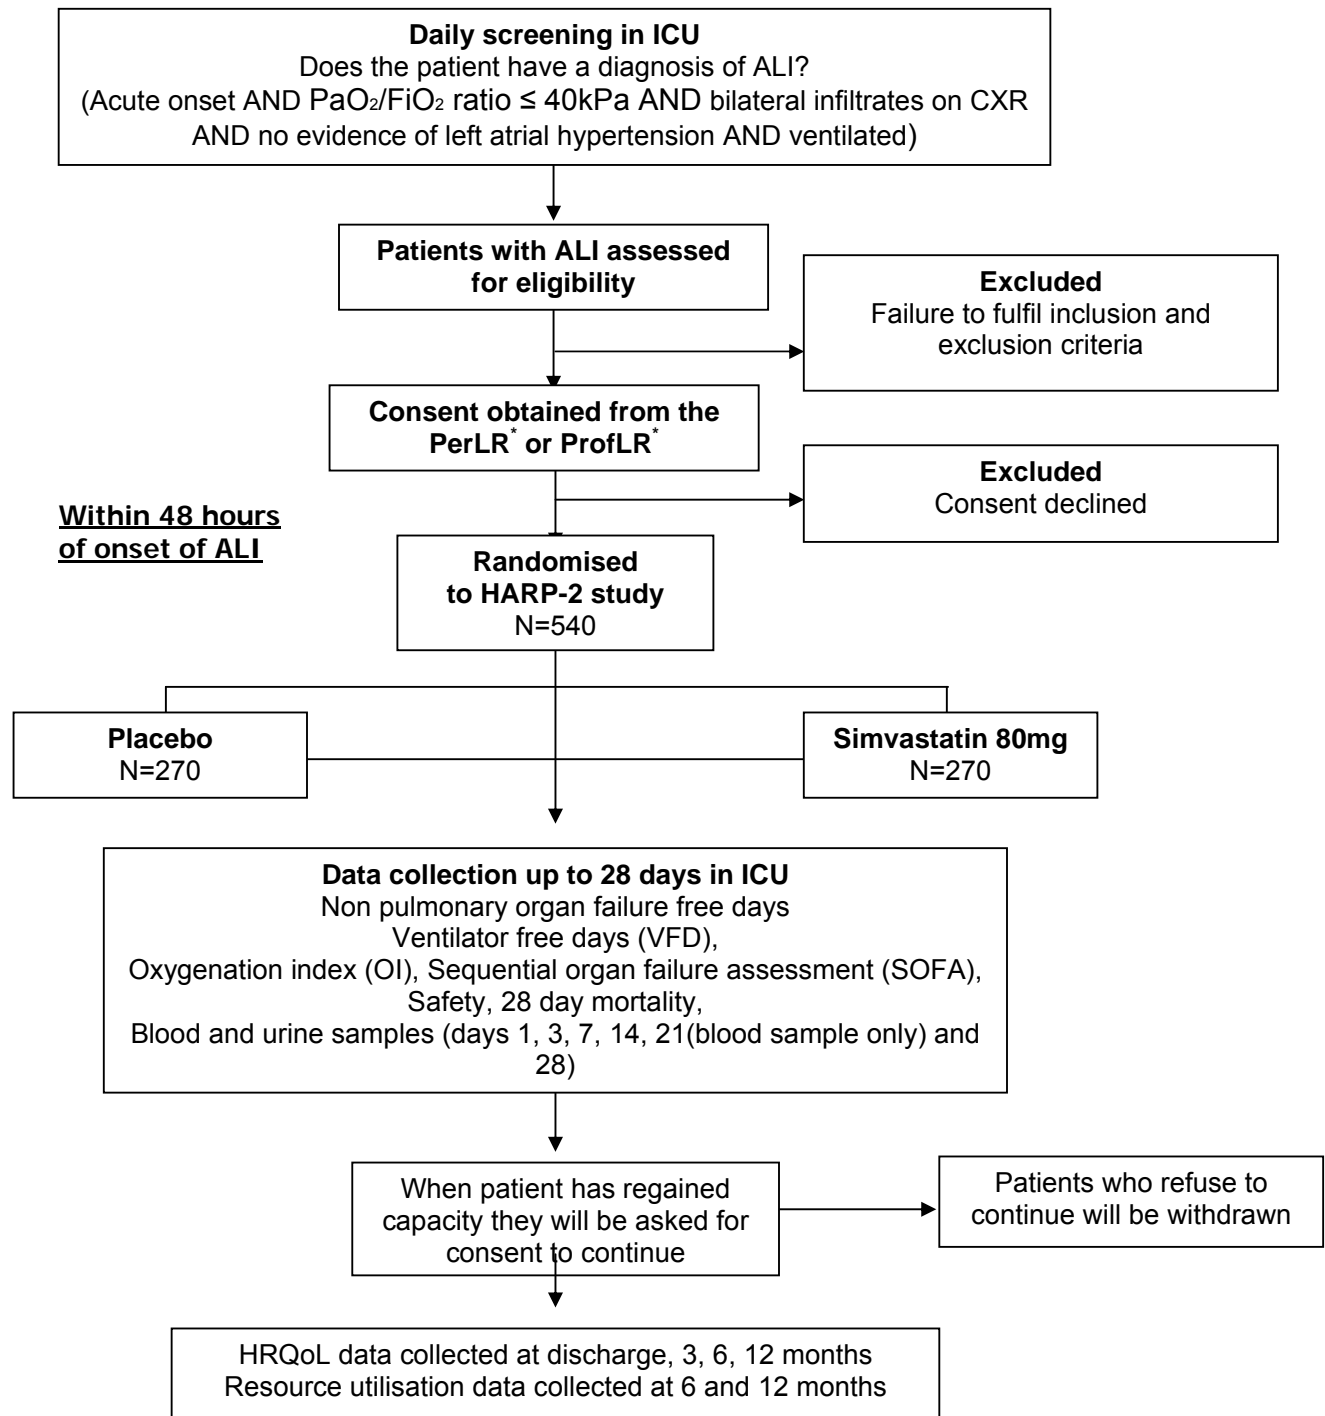 Daily screening in ICU
Does the patient have a diagnosis of ALI?
(Acute onset AND PaO₂/FiO₂ ratio ≤ 40kPa AND bilateral infiltrates on CXR
AND no evidence of left atrial hypertension AND ventilated)
Patients with ALI assessed
for eligibility
Excluded
Failure to fulfil inclusion and
exclusion criteria
Consent obtained from the
PerLR* or ProfLR*
Excluded
Consent declined
Within 48 hours
of onset of ALI
Randomised
to HARP-2 study
N=540
Placebo
N=270
Simvastatin 80mg
N=270
Data collection up to 28 days in ICU
Non pulmonary organ failure free days
Ventilator free days (VFD),
Oxygenation index (OI), Sequential organ failure assessment (SOFA),
Safety, 28 day mortality,
Blood and urine samples (days 1, 3, 7, 14, 21(blood sample only) and
28)
When patient has regained
capacity they will be asked for
consent to continue
Patients who refuse to
continue will be withdrawn
HRQoL data collected at discharge, 3, 6, 12 months
Resource utilisation data collected at 6 and 12 months